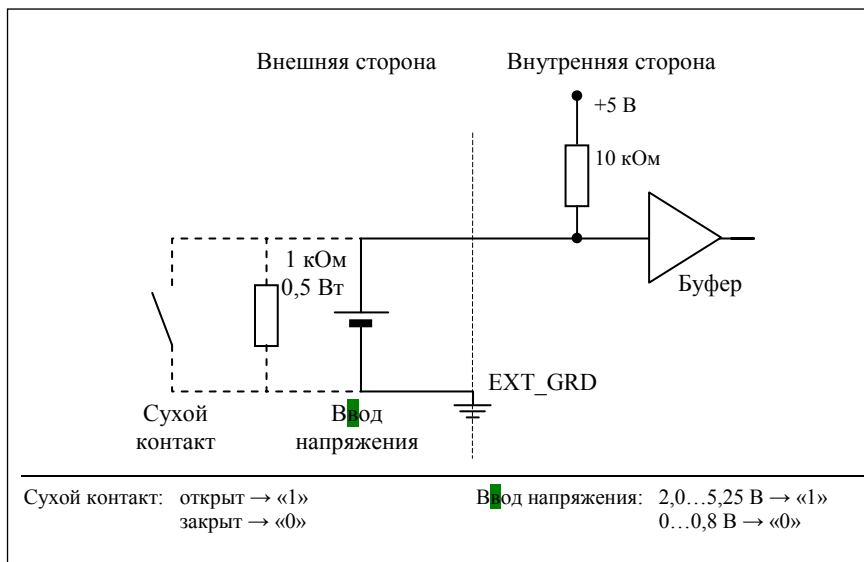 Внешняя сторона
Внутренняя сторона
+5 В
10 кОм
1 кОм
0,5 Вт
Буфер
EXT_GRD
Сухой
контакт
Ввод
напряжения
Сухой контакт: открыт → «1»
закрыт → «0»
Ввод напряжения: 2,0…5,25 В → «1»
0…0,8 В → «0»